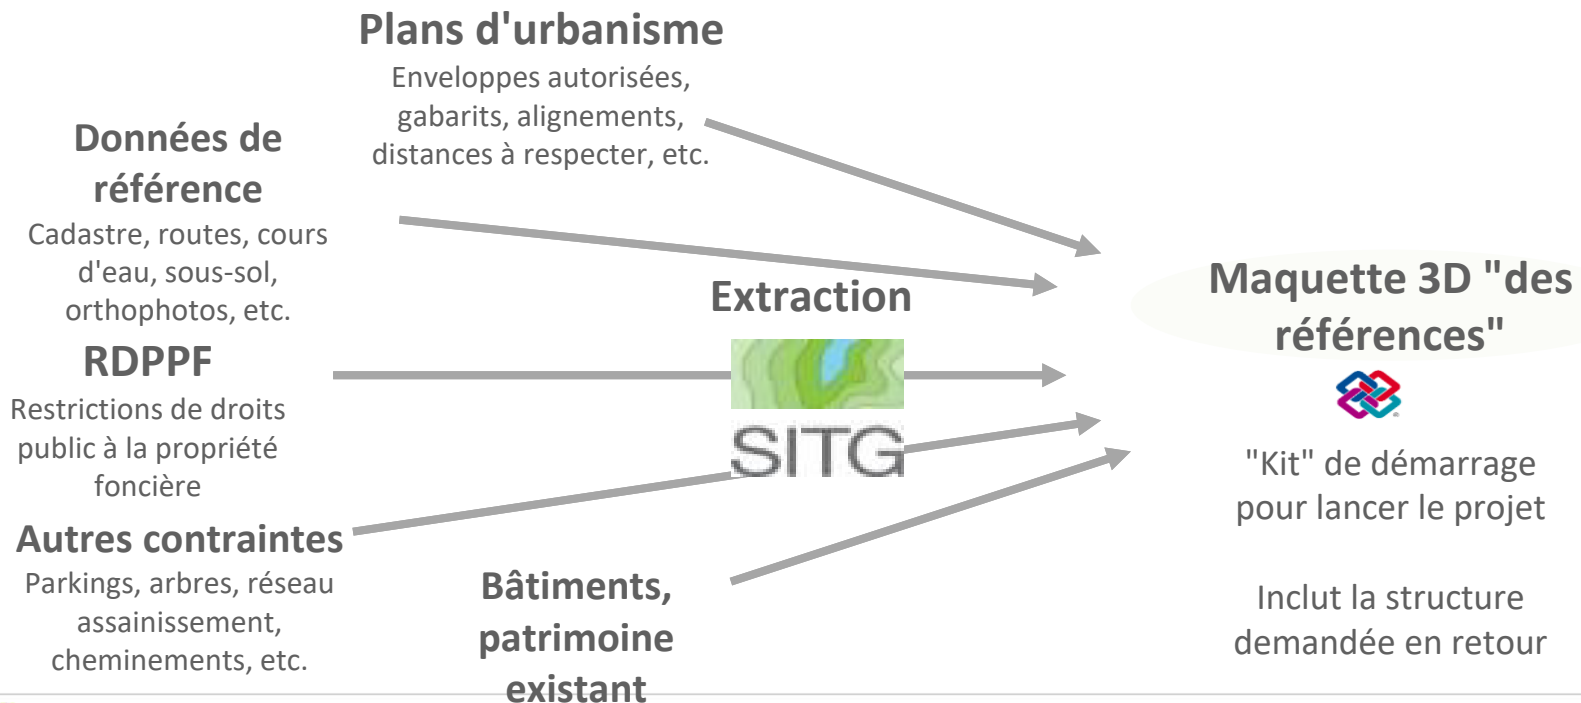 Plans d'urbanisme
Enveloppes autorisées,
gabarits, alignements,
distances à respecter, etc.
Données de
référence
Cadastre, routes, cours
d'eau, sous-sol,
orthophotos, etc.
RDPPF
Restrictions de droits
public à la propriété
foncière
Autres contraintes
Parkings, arbres, réseau
assainissement,
cheminements, etc.
Bâtiments,
patrimoine
existant
Extraction
SITG
Maquette 3D "des
références"
"Kit" de démarrage
pour lancer le projet
Inclut la structure
demandée en retour